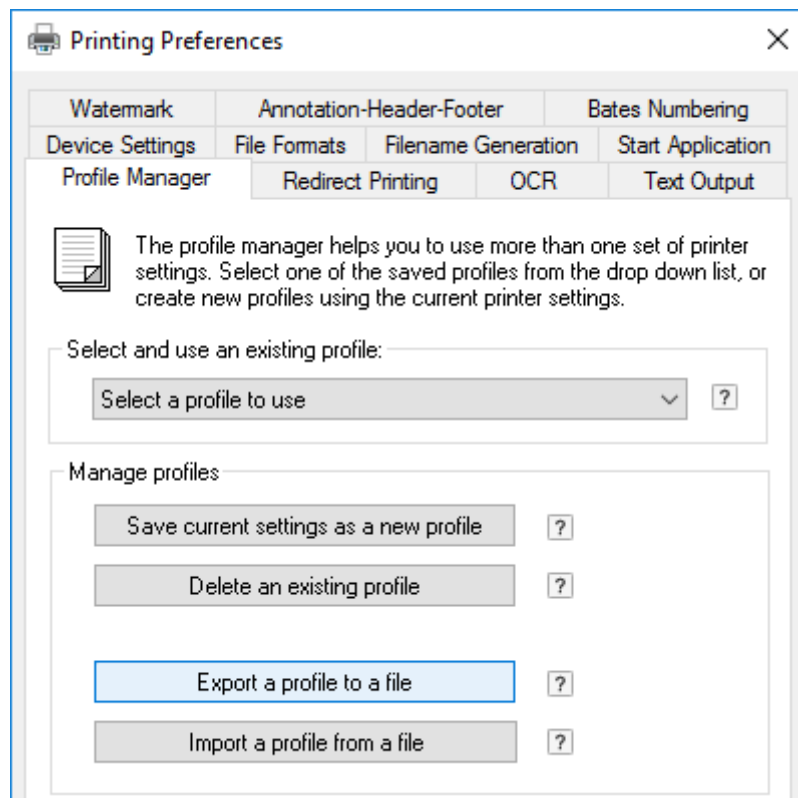 Printing Preferences
Watermark Annotation-Header-Footer Bates Numbering
Device Settings File Formats Filename Generation Start Application
Profile Manager Redirect Printing OCR Text Output
The profile manager helps you to use more than one set of printer
settings. Select one of the saved profiles from the drop down list, or
create new profiles using the current printer settings.
Select and use an existing profile:
Select a profile to use ?
Manage profiles
Save current settings as a new profile ?
Delete an existing profile ?
Export a profile to a file ?
Import a profile from a file ?